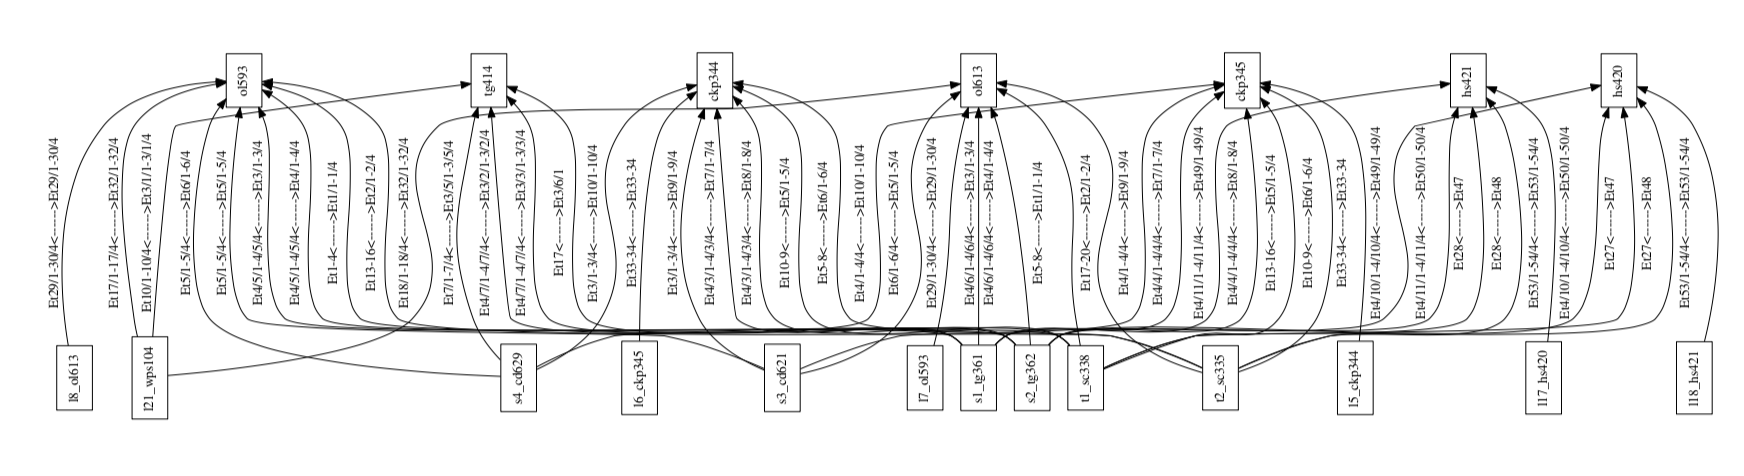 ol593
tg414
ckp344
ol613
ckp345
hs421
hs420
Et29/1-30/4<----->Et29/1-30/4
Et17/1-17/4<----->Et32/1-32/4
Et10/1-10/4<----->Et3/1/1-3/1/4
Et5/1-5/4<----->Et6/1-6/4
Et5/1-5/4<----->Et5/1-5/4
Et4/5/1-4/5/4<----->Et3/1-3/4
Et4/5/1-4/5/4<----->Et4/1-4/4
Et1-4<----->Et1/1-1/4
Et13-16<----->Et2/1-2/4
Et18/1-18/4<----->Et32/1-32/4
Et7/1-7/4<----->Et3/5/1-3/5/4
Et4/7/1-4/7/4<----->Et3/2/1-3/2/4
Et4/7/1-4/7/4<----->Et3/3/1-3/3/4
Et17<----->Et3/6/1
Et3/1-3/4<----->Et10/1-10/4
Et33-34<----->Et33-34
Et3/1-3/4<----->Et9/1-9/4
Et4/3/1-4/3/4<----->Et7/1-7/4
Et4/3/1-4/3/4<----->Et8/1-8/4
Et10-9<----->Et5/1-5/4
Et5-8<----->Et6/1-6/4
Et4/1-4/4<----->Et10/1-10/4
Et6/1-6/4<----->Et5/1-5/4
Et29/1-30/4<----->Et29/1-30/4
Et4/6/1-4/6/4<----->Et3/1-3/4
Et4/6/1-4/6/4<----->Et4/1-4/4
Et5-8<----->Et1/1-1/4
Et17-20<----->Et2/1-2/4
Et4/1-4/4<----->Et9/1-9/4
Et4/4/1-4/4/4<----->Et7/1-7/4
Et4/11/1-4/11/4<----->Et49/1-49/4
Et4/4/1-4/4/4<----->Et8/1-8/4
Et13-16<----->Et5/1-5/4
Et10-9<----->Et6/1-6/4
Et33-34<----->Et33-34
Et4/10/1-4/10/4<----->Et49/1-49/4
Et4/11/1-4/11/4<----->Et50/1-50/4
Et28<----->Et47
Et28<----->Et48
Et53/1-54/4<----->Et53/1-54/4
Et4/10/1-4/10/4<----->Et50/1-50/4
Et27<----->Et47
Et27<----->Et48
Et53/1-54/4<----->Et53/1-54/4
l8_ol613
l21_wps104
s4_cd629
l6_ckp345
s3_cd621
l7_ol593
s1_tg361
s2_tg362
t1_sc338
t2_sc335
l5_ckp344
l17_hs420
l18_hs421